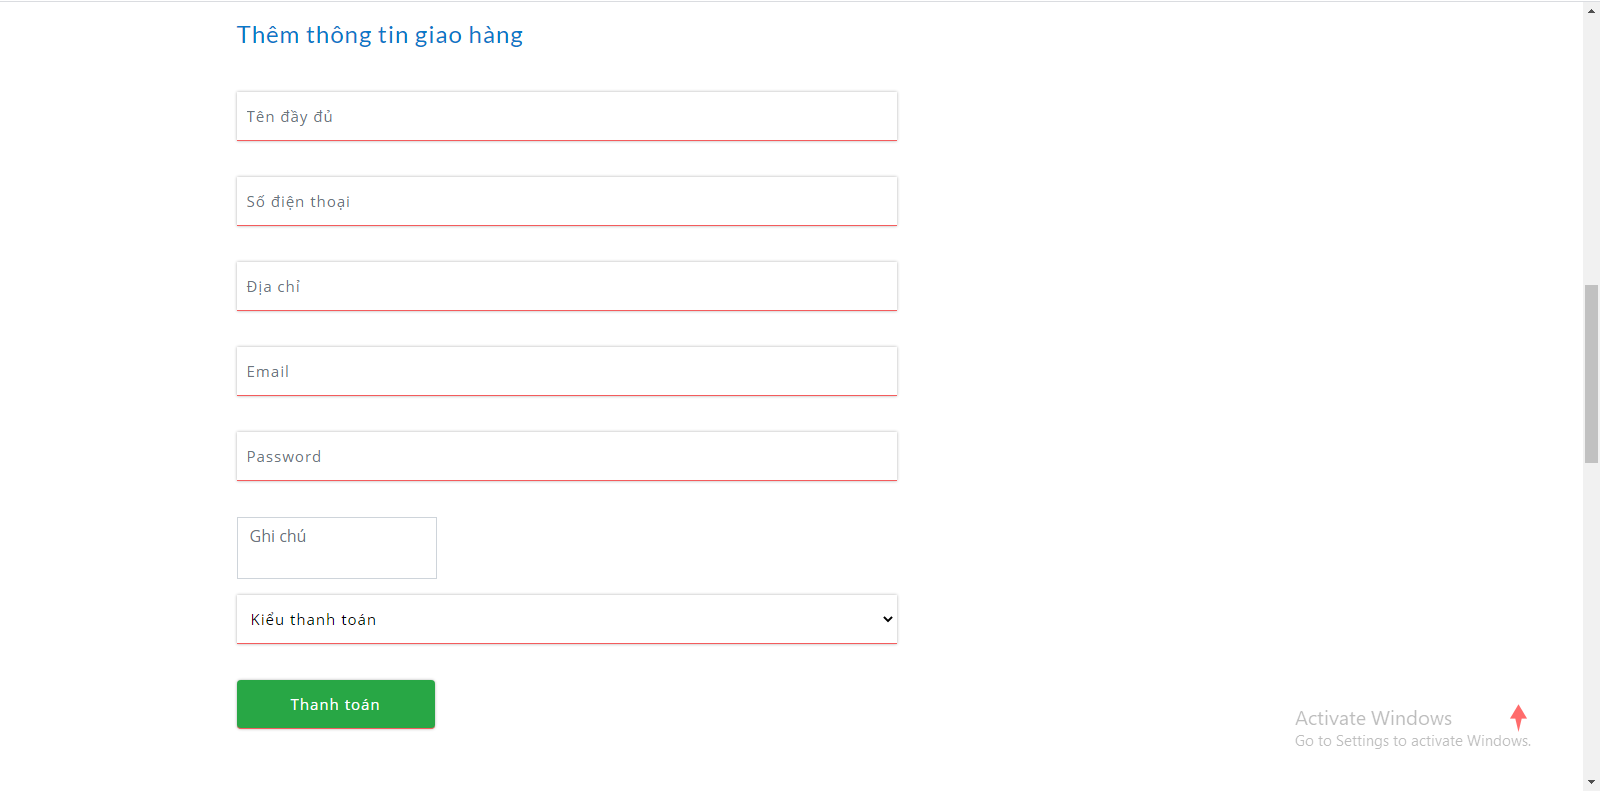 Thêm thông tin giao hàng
Tên đầy đủ
Số điện thoại
Địa chỉ
Email
Password
Ghi chú
Kiểu thanh toán
Thanh toán
Activate Windows
Go to Settings to activate Windows.